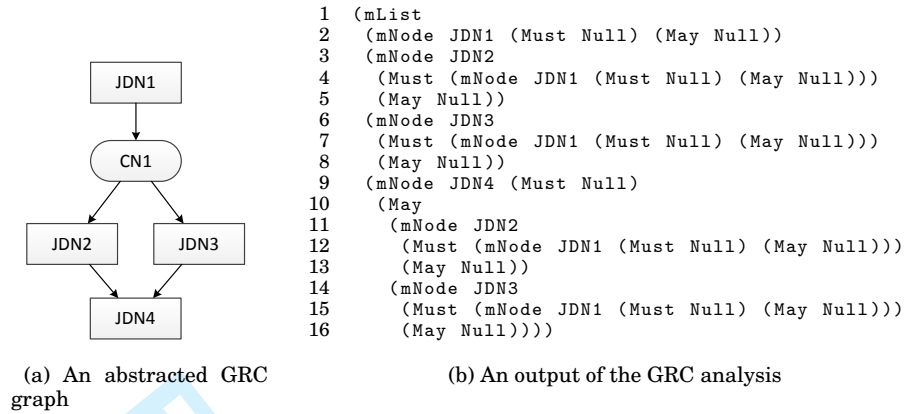 JDN1
CN1
JDN2
JDN3
JDN4
(a) An abstracted GRC
graph
1 (mList
2 (mNode JDN1 (Must Null) (May Null))
3 (mNode JDN2
4 (Must (mNode JDN1 (Must Null) (May Null)))
5 (May Null))
6 (mNode JDN3
7 (Must (mNode JDN1 (Must Null) (May Null)))
8 (May Null))
9 (mNode JDN4 (Must Null)
10 (May
11 (mNode JDN2
12 (Must (mNode JDN1 (Must Null) (May Null)))
13 (May Null))
14 (mNode JDN3
15 (Must (mNode JDN1 (Must Null) (May Null)))
16 (May Null))))
(b) An output of the GRC analysis